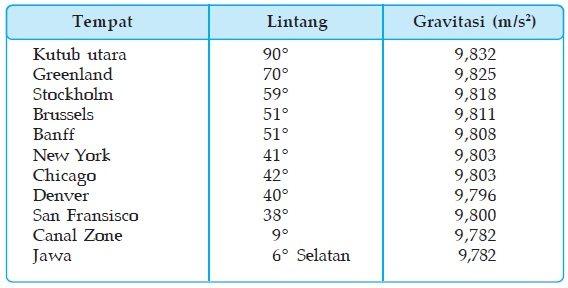 Tempat Lintang Gravitasi (m/s²)
Kutub utara 90° 9,832
Greenland 70° 9,825
Stockholm 59° 9,818
Brussels 51° 9,811
Banff 51° 9,808
New York 41° 9,803
Chicago 42° 9,803
Denver 40° 9,796
San Fransisco 38° 9,800
Canal Zone 9° 9,782
Jawa 6° Selatan 9,782